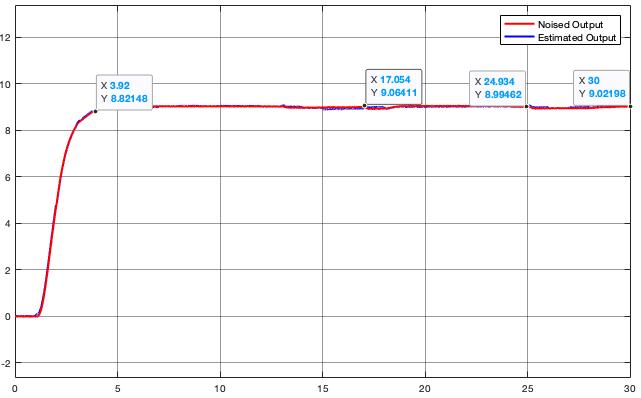 Noised Output
Estimated Output
12
10
8
6
4
2
0
-2
X 3.92
Y 8.82148
X 17.054
Y 9.06411
X 24.934
Y 8.99462
X 30
Y 9.02198
0
5
10
15
20
25
30